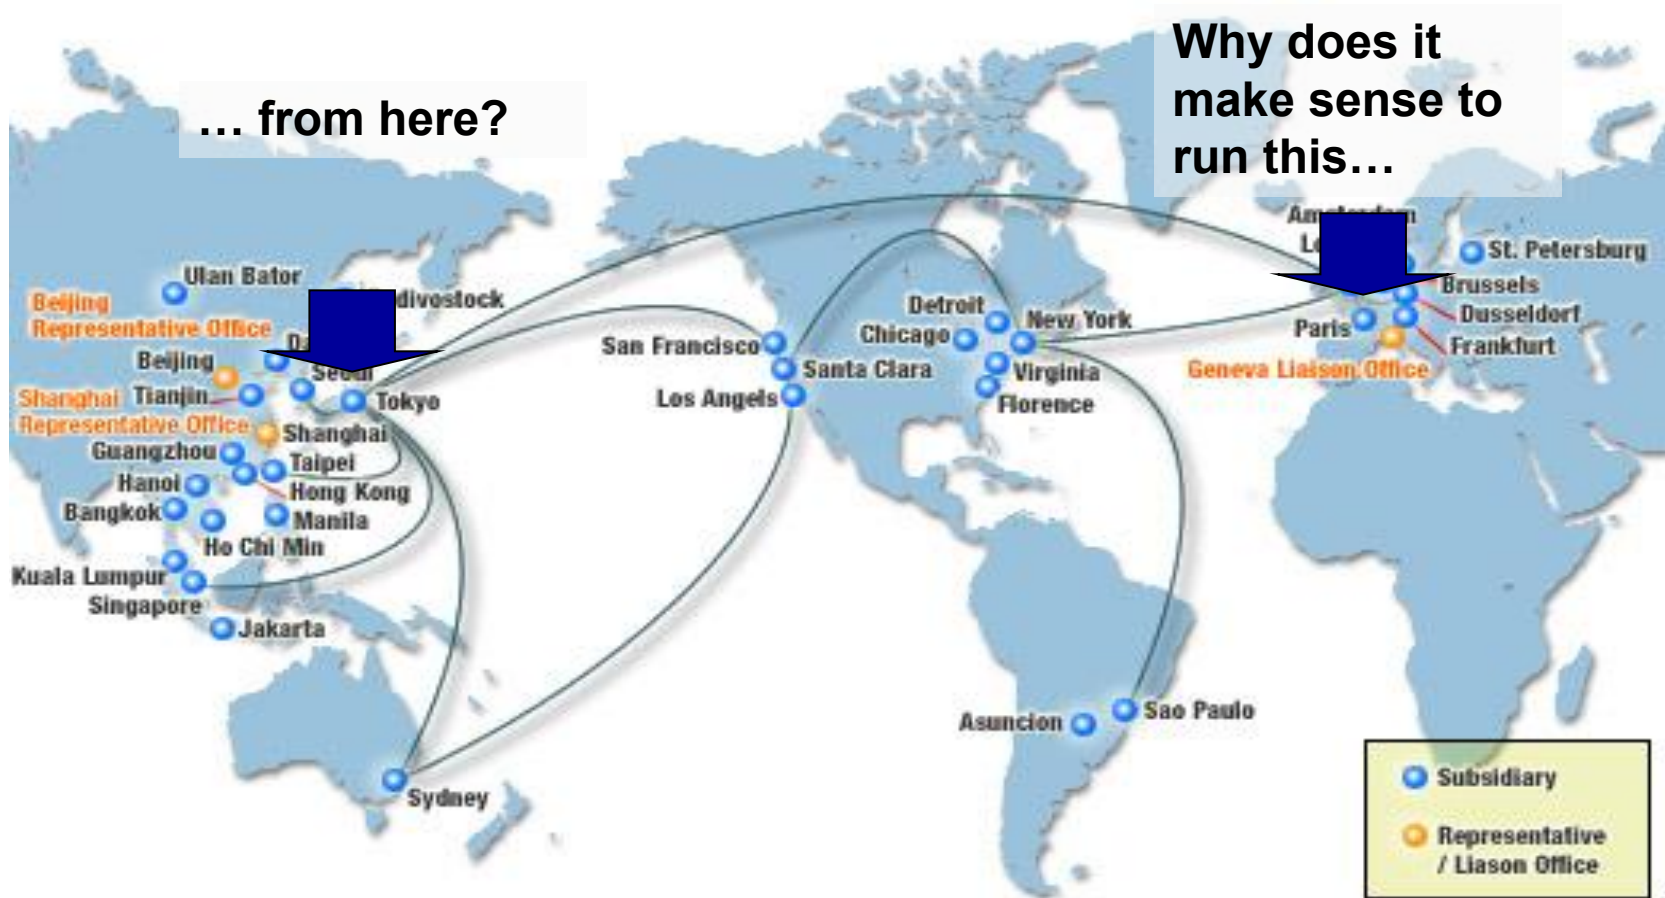 Why does it
make sense to
run this…
… from here?
Ulan Bator
Beijing
Representative Office
Beijing
Shanghai
Representative Office
Tianjin
Seoul
Tokyo
Shanghai
Guangzhou
Taipei
Hanoi
Hong Kong
Bangkok
Manila
Ho Chi Min
Kuala Lumpur
Singapore
Jakarta
Sydney
San Francisco
Santa Clara
Los Angels
Detroit
Chicago
New York
Virginia
Florence
Asuncion
Sao Paulo
Amsterdam
St. Petersburg
Brussels
Dusseldorf
Paris
Frankfurt
Geneva Liaison Office
Subsidiary
Representative
/ Liason Office